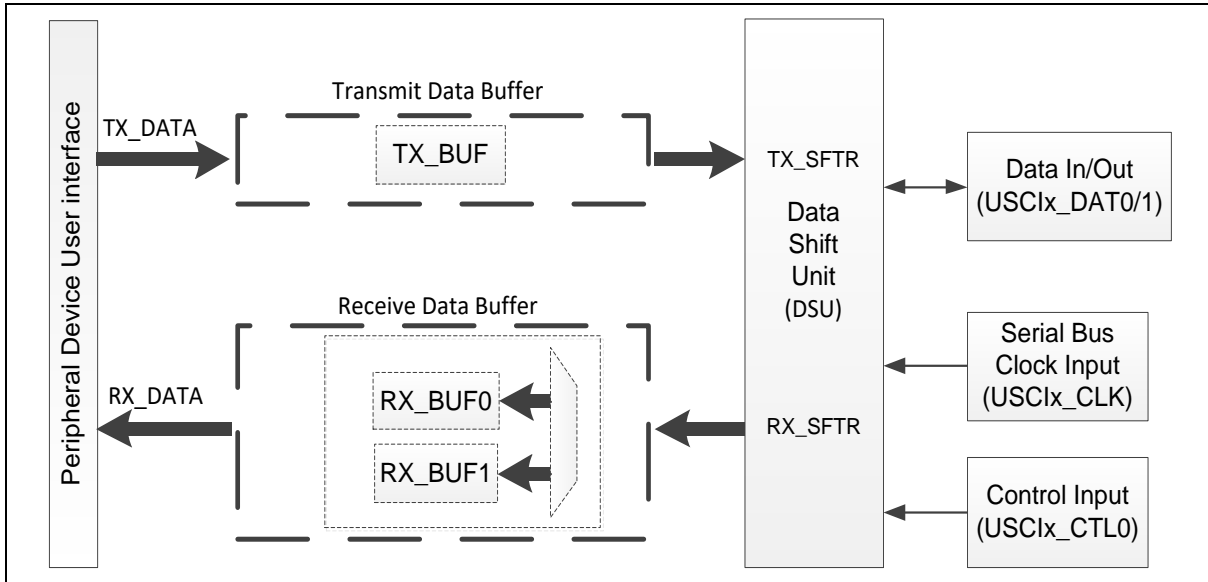 Peripheral Device User interface
TX_DATA
Transmit Data Buffer
TX_BUF
RX_DATA
Receive Data Buffer
RX_BUF0
RX_BUF1
TX_SFTR
Data
Shift
Unit
(DSU)
RX_SFTR
Data In/Out
(USCIx_DAT0/1)
Serial Bus
Clock Input
(USCIx_CLK)
Control Input
(USCIx_CTL0)